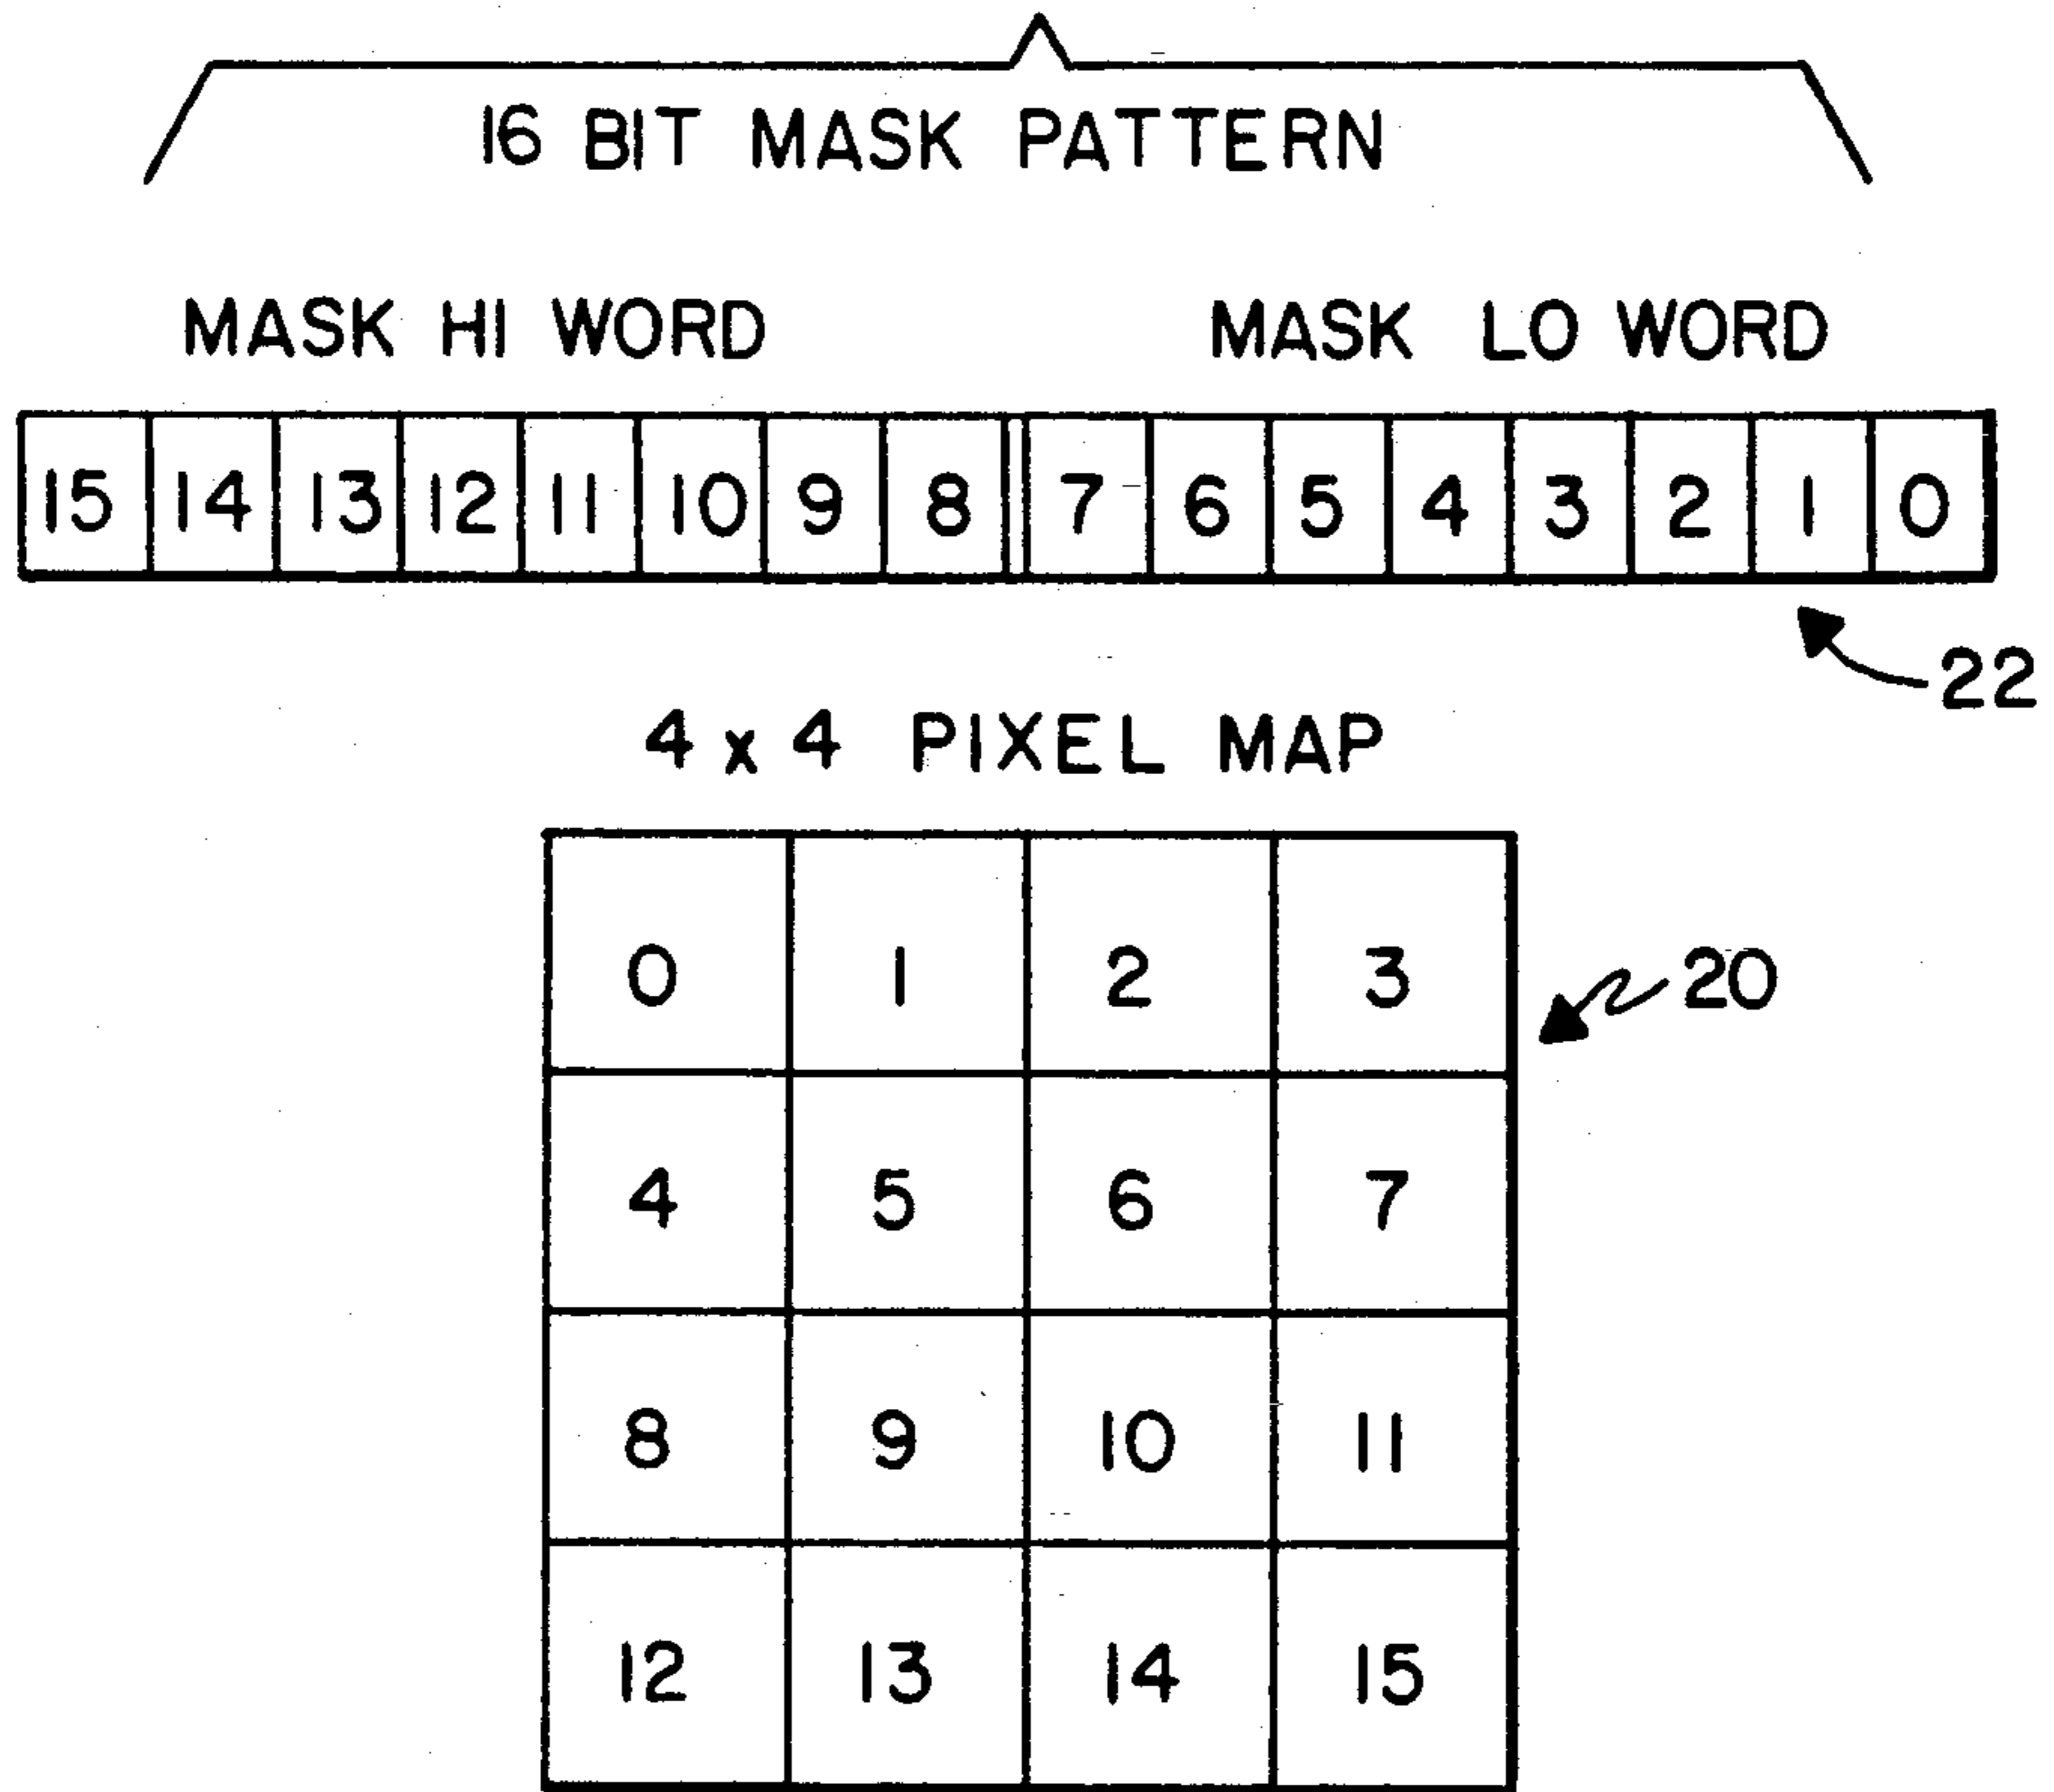 16 BIT MASK PATTERN
MASK HI WORD MASK LO WORD
15 14 13 12 11 10 9 8 7 6 5 4 3 2 1 0
22
4 x 4 PIXEL MAP
0 1 2 3
20
4 5 6 7
8 9 10 11
12 13 14 15